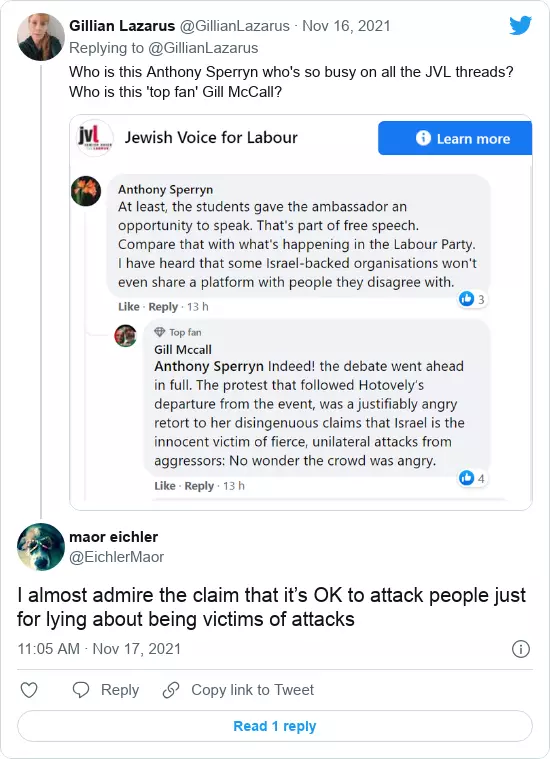 Gillian Lazarus @GillianLazarus · Nov 16, 2021
Replying to @GillianLazarus
Who is this Anthony Sperryn who's so busy on all the JVL threads?
Who is this 'top fan' Gill McCall?
jvl
JEWISH VOICE
FOR LABOUR
Jewish Voice for Labour
Learn more
Anthony Sperryn
At least, the students gave the ambassador an
opportunity to speak. That's part of free speech.
Compare that with what's happening in the Labour Party.
I have heard that some Israel-backed organisations won't
even share a platform with people they disagree with.
Like · Reply · 13 h
3
Top fan
Gill Mccall
Anthony Sperryn Indeed! the debate went ahead
in full. The protest that followed Hotovely's
departure from the event, was a justifiably angry
retort to her disingenuous claims that Israel is the
innocent victim of fierce, unilateral attacks from
aggressors: No wonder the crowd was angry.
Like · Reply · 13 h
4
maor eichler
@EichlerMaor
I almost admire the claim that it’s OK to attack people just
for lying about being victims of attacks
11:05 AM · Nov 17, 2021
Reply
Copy link to Tweet
Read 1 reply